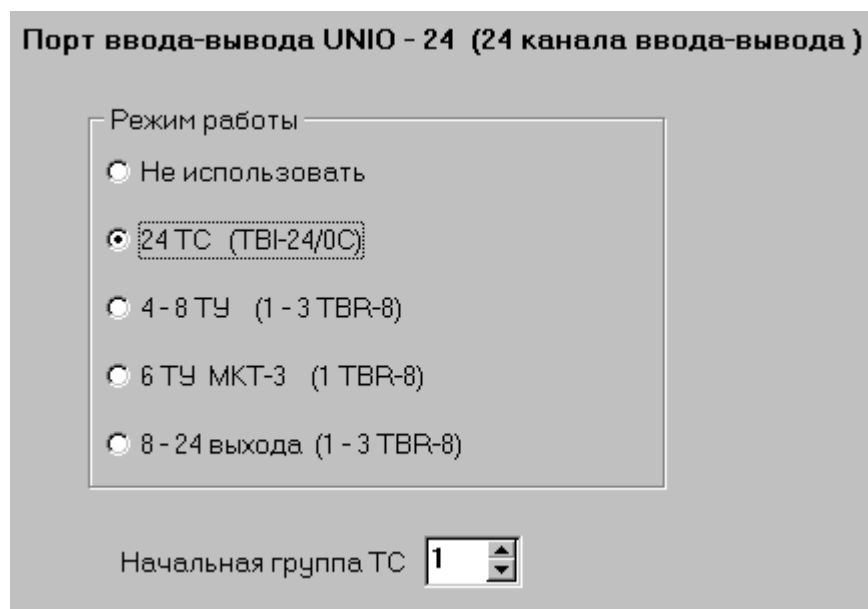 Порт ввода-вывода UNIO - 24 (24 канала ввода-вывода )
Режим работы
Не использовать
24 ТС (TBI-24/0C)
4 - 8 ТУ (1 - 3 TBR-8)
6 ТУ МКТ-3 (1 TBR-8)
8 - 24 выхода (1 - 3 TBR-8)
Начальная группа ТС 1